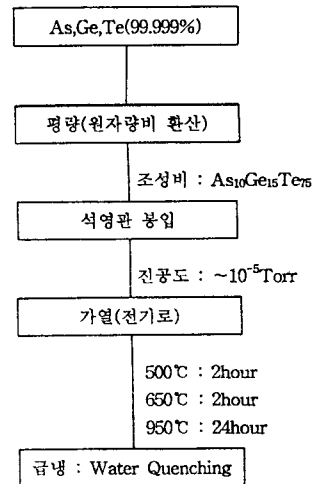 As,Ge,Te(99.999%)
평량(원자량비 환산)
조성비 : As₁₀Ge₁₅Te₇₅
석영관 봉입
진공도 : ~10⁻⁵Torr
가열(전기로)
500℃ : 2hour
650℃ : 2hour
950℃ : 24hour
급냉 : Water Quenching